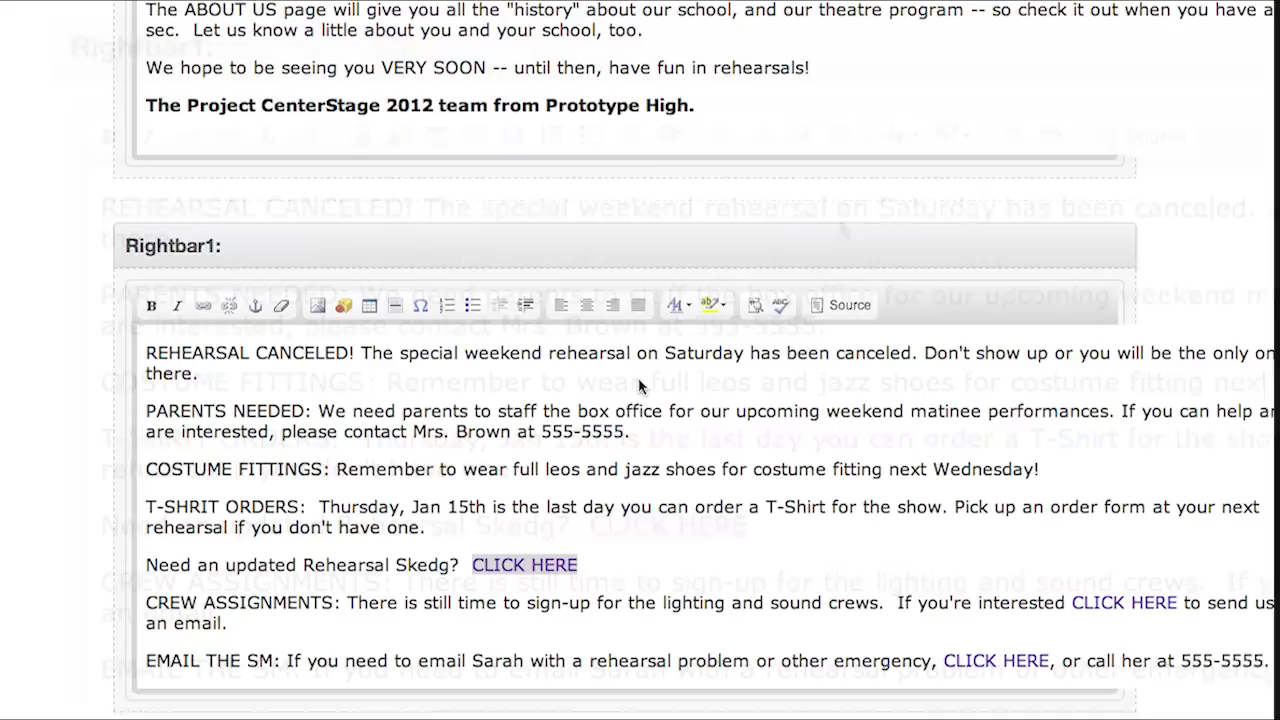 The ABOUT US page will give you all the "history" about our school, and our theatre program -- so check it out when you have a
sec.  Let us know a little about you and your school, too.
We hope to be seeing you VERY SOON -- until then, have fun in rehearsals!
The Project CenterStage 2012 team from Prototype High.
Rightbar1:
B I Source
REHEARSAL CANCELED! The special weekend rehearsal on Saturday has been canceled. Don't show up or you will be the only
there.
PARENTS NEEDED: We need parents to staff the box office for our upcoming weekend matinee performances. If you can help
are interested, please contact Mrs. Brown at 555-5555.
COSTUME FITTINGS: Remember to wear full leos and jazz shoes for costume fitting next Wednesday!
T-SHRIT ORDERS:  Thursday, Jan 15th is the last day you can order a T-Shirt for the show. Pick up an order form at your next
rehearsal if you don't have one.
Need an updated Rehearsal Skedg?  CLICK HERE
CREW ASSIGNMENTS: There is still time to sign-up for the lighting and sound crews.  If you're interested CLICK HERE to send us
an email.
EMAIL THE SM: If you need to email Sarah with a rehearsal problem or other emergency, CLICK HERE, or call her at 555-5555.